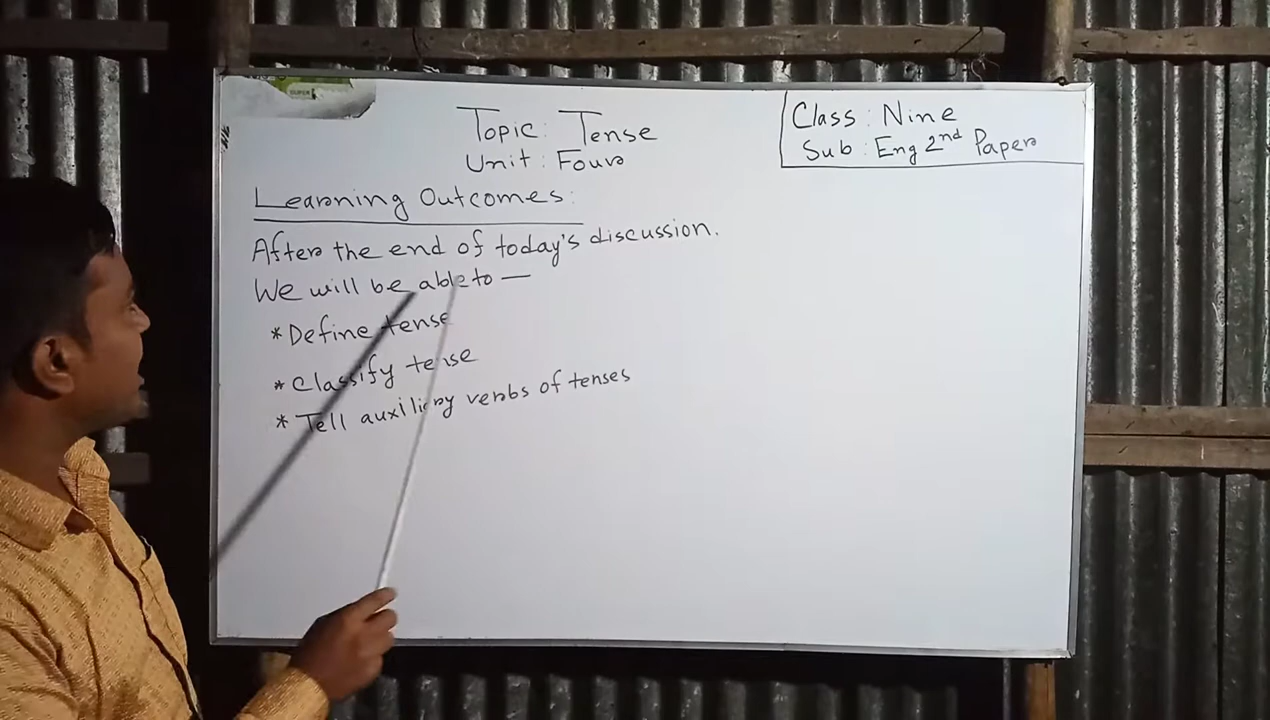 Topic: Tense
Unit: Four
Class: Nine
Sub: Eng 2nd Paper
Learning Outcomes:
After the end of today's discussion.
We will be able to —
* Define tense
* Classify tense
* Tell auxiliary verbs of tenses
SUPER